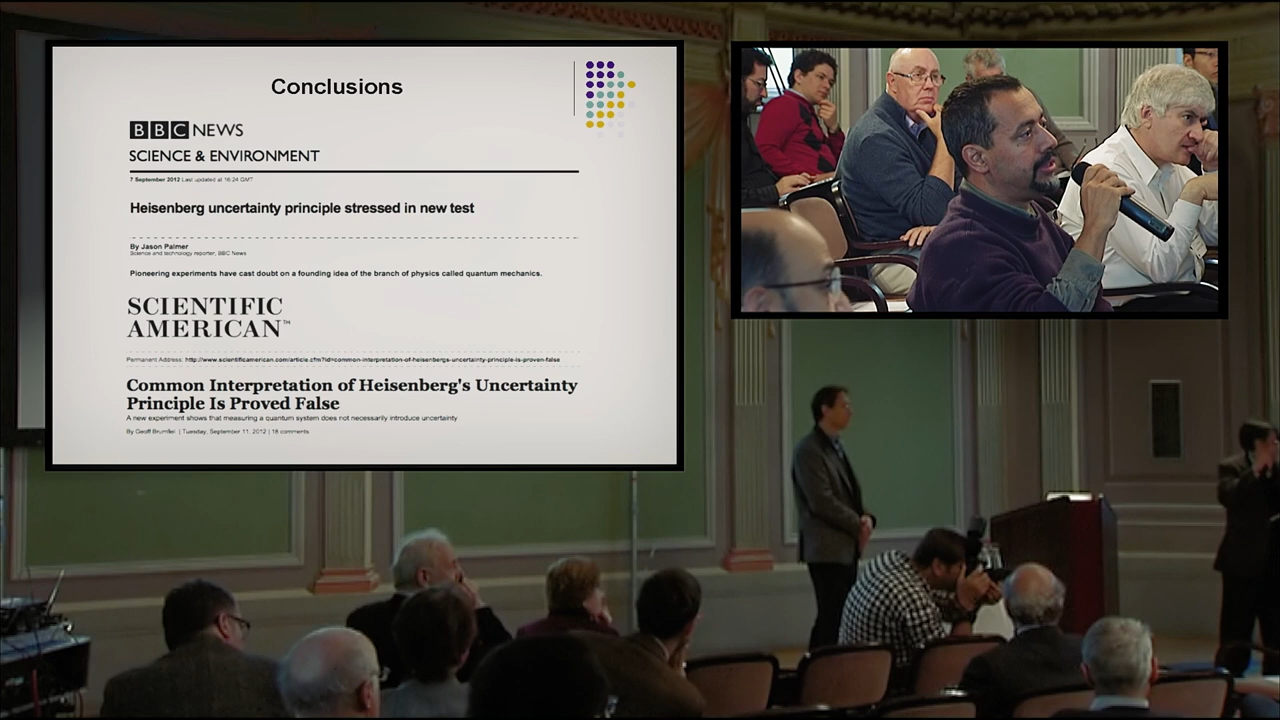 Conclusions
BBC NEWS
SCIENCE & ENVIRONMENT
7 September 2012 Last updated at 16:24 GMT
Heisenberg uncertainty principle stressed in new test
By Jason Palmer
Science and technology reporter, BBC News
Pioneering experiments have cast doubt on a founding idea of the branch of physics called quantum mechanics.
SCIENTIFIC
AMERICAN™
Permanent Address: http://www.scientificamerican.com/article.cfm?id=common-interpretation-of-heisenbergs-uncertainty-principle-is-proven-false
Common Interpretation of Heisenberg's Uncertainty
Principle Is Proved False
A new experiment shows that measuring a quantum system does not necessarily introduce uncertainty
By Geoff Brumfiel | Tuesday, September 11, 2012 | 18 comments